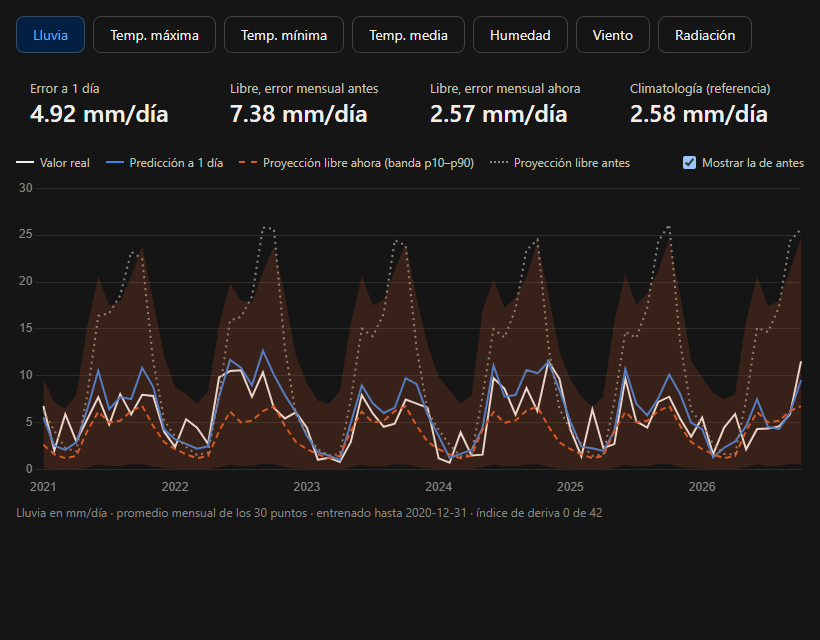 Lluvia Temp. máxima Temp. mínima Temp. media Humedad Viento Radiación
Error a 1 día Libre, error mensual antes Libre, error mensual ahora Climatología (referencia)
4.92 mm/día 7.38 mm/día 2.57 mm/día 2.58 mm/día
Valor real Predicción a 1 día Proyección libre ahora (banda p10–p90) Proyección libre antes Mostrar la de antes
30
25
20
15
10
5
0
2021 2022 2023 2024 2025 2026
Lluvia en mm/día · promedio mensual de los 30 puntos · entrenado hasta 2020-12-31 · índice de deriva 0 de 42